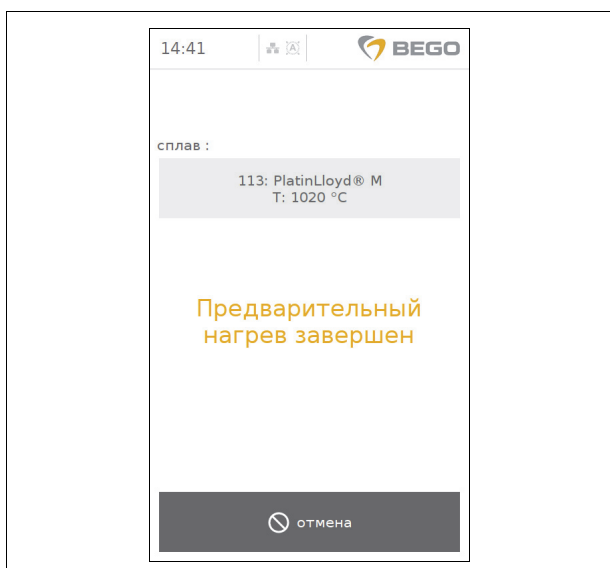 14:41 BEGO
сплав :
113: PlatinLloyd® M
T: 1020 °C
Предварительный
нагрев завершен
отмена